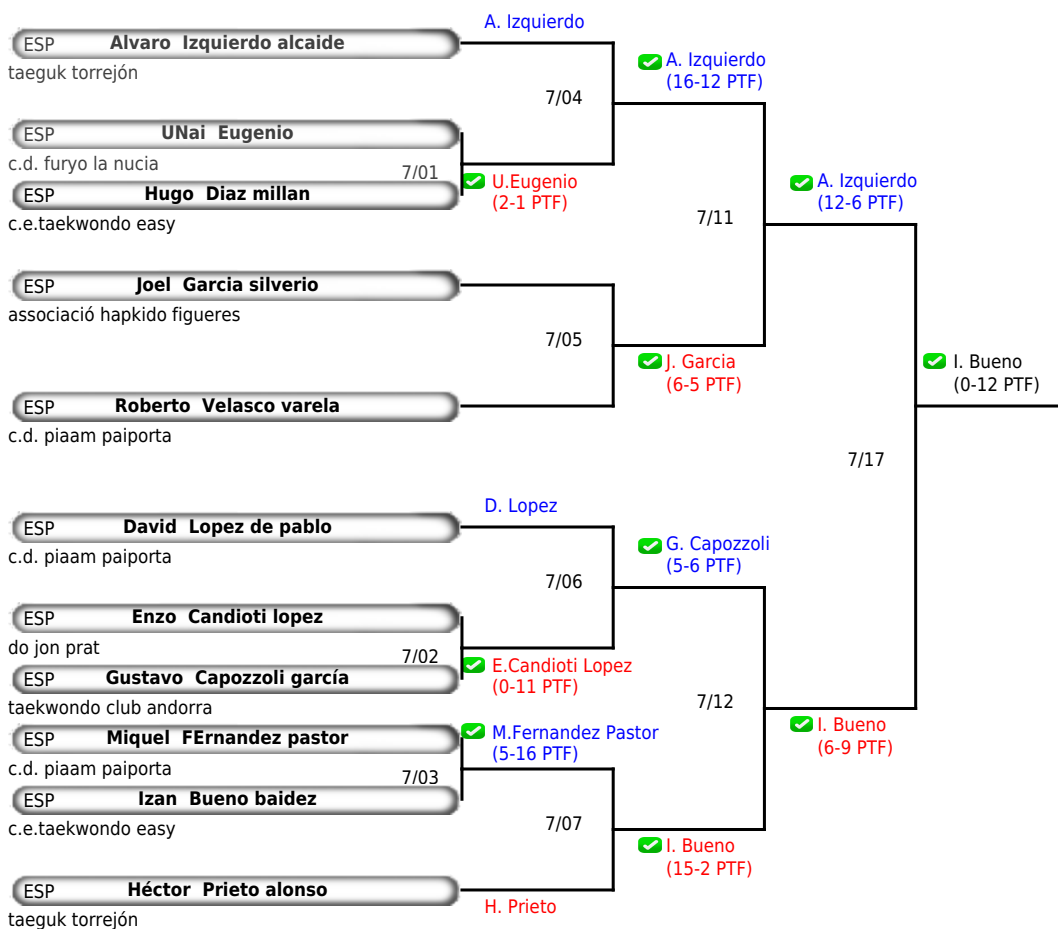 A. Izquierdo
ESP Alvaro Izquierdo alcaide
taeguk torrejón
A. Izquierdo
(16-12 PTF)
7/04
ESP UNai Eugenio
c.d. furyo la nucia
7/01
U.Eugenio
(2-1 PTF)
ESP Hugo Diaz millan
c.e.taekwondo easy
A. Izquierdo
(12-6 PTF)
7/11
ESP Joel Garcia silverio
associació hapkido figueres
7/05
J. Garcia
(6-5 PTF)
I. Bueno
(0-12 PTF)
ESP Roberto Velasco varela
c.d. piaam paiporta
7/17
D. Lopez
ESP David Lopez de pablo
c.d. piaam paiporta
G. Capozzoli
(5-6 PTF)
7/06
ESP Enzo Candioti lopez
do jon prat
7/02
E.Candioti Lopez
(0-11 PTF)
ESP Gustavo Capozzoli garcía
taekwondo club andorra
7/12
I. Bueno
(6-9 PTF)
M.Fernandez Pastor
(5-16 PTF)
ESP Miquel FErnandez pastor
c.d. piaam paiporta
7/03
ESP Izan Bueno baidez
c.e.taekwondo easy
7/07
I. Bueno
(15-2 PTF)
ESP Héctor Prieto alonso
H. Prieto
taeguk torrejón